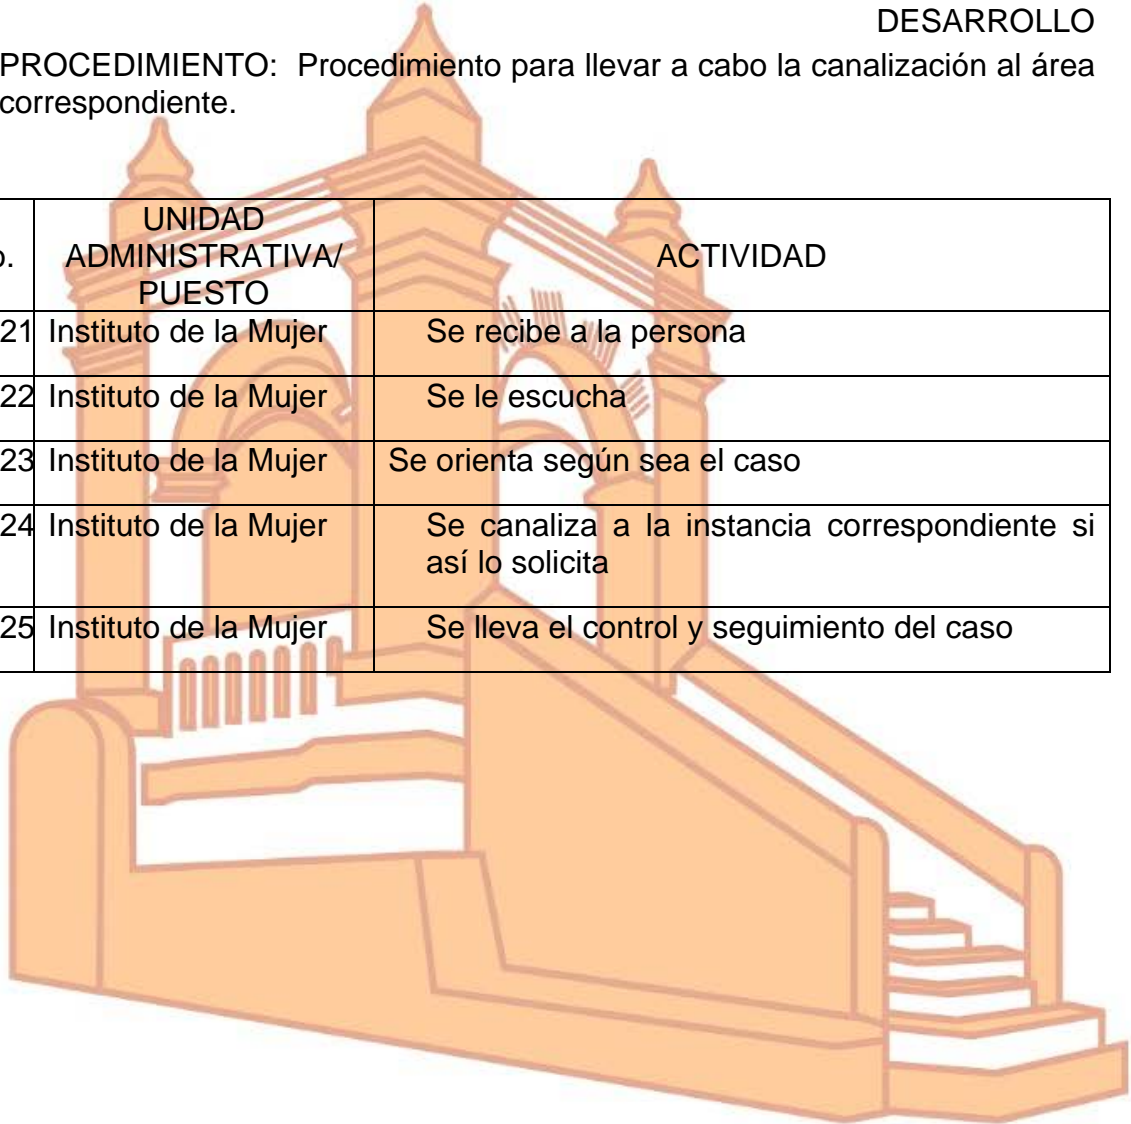 DESARROLLO
PROCEDIMIENTO: Procedimiento para llevar a cabo la canalización al área
correspondiente.
o.
UNIDAD
ADMINISTRATIVA/
PUESTO
ACTIVIDAD
21 Instituto de la Mujer Se recibe a la persona
22 Instituto de la Mujer Se le escucha
23 Instituto de la Mujer Se orienta según sea el caso
24 Instituto de la Mujer Se canaliza a la instancia correspondiente si
así lo solicita
25 Instituto de la Mujer Se lleva el control y seguimiento del caso